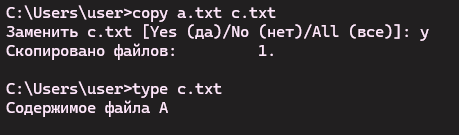 C:\Users\user>copy a.txt c.txt
Заменить c.txt [Yes (да)/No (нет)/All (все)]: y
Скопировано файлов:         1.
C:\Users\user>type c.txt
Содержимое файла A